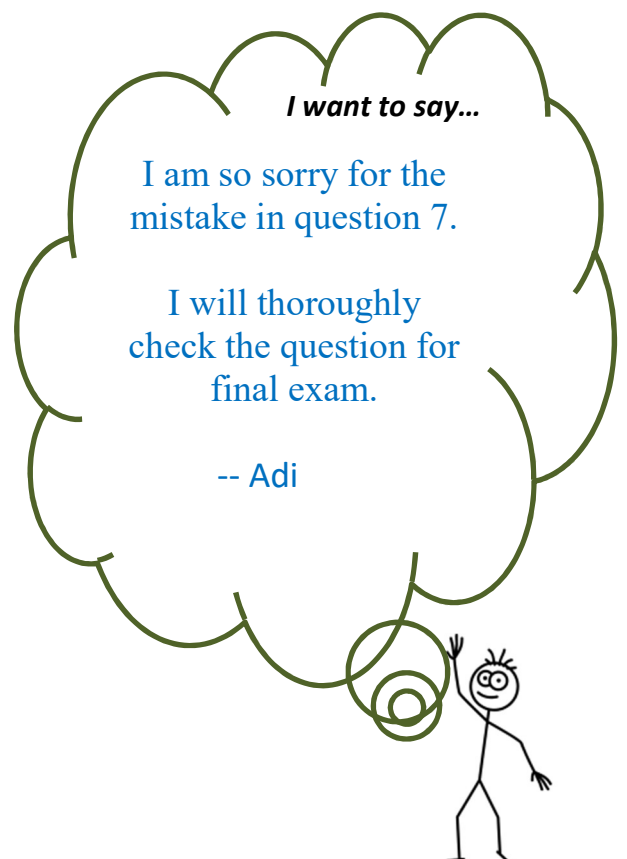 I want to say…
I am so sorry for the
mistake in question 7.
I will thoroughly
check the question for
final exam.
-- Adi